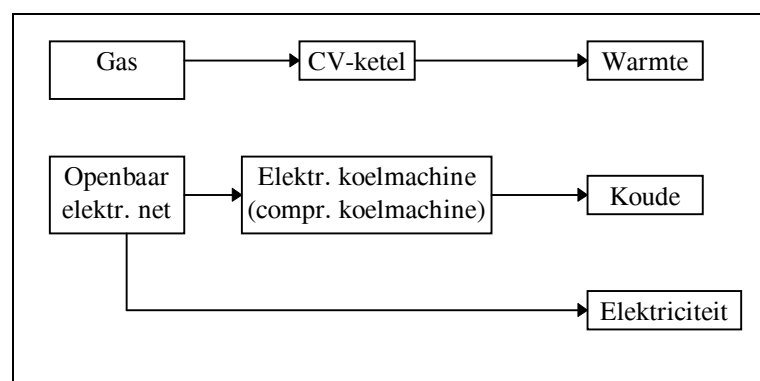 Gas
CV-ketel
Warmte
Openbaar
elektr. net
Elektr. koelmachine
(compr. koelmachine)
Koude
Elektriciteit